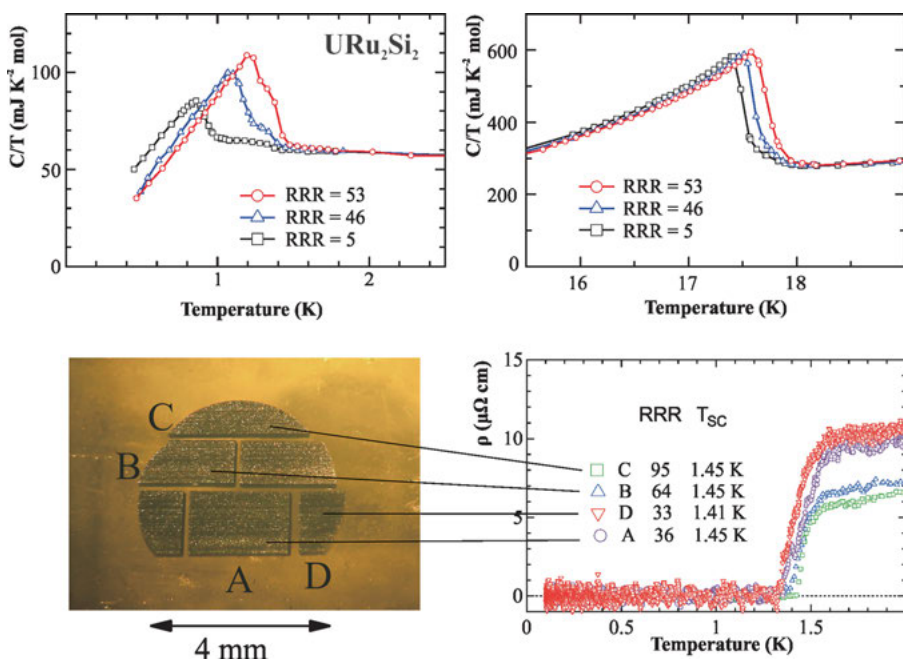 URu₂Si₂
C/T (mJ K⁻² mol)
100
50
0
RRR = 53
RRR = 46
RRR = 5
1
2
Temperature (K)
C/T (mJ K⁻² mol)
600
400
200
0
RRR = 53
RRR = 46
RRR = 5
16
17
18
Temperature (K)
C
B
A
D
4 mm
ρ (μΩ cm)
15
10
5
0
RRR T_SC
C 95 1.45 K
B 64 1.45 K
D 33 1.41 K
A 36 1.45 K
0
0.5
1
1.5
Temperature (K)